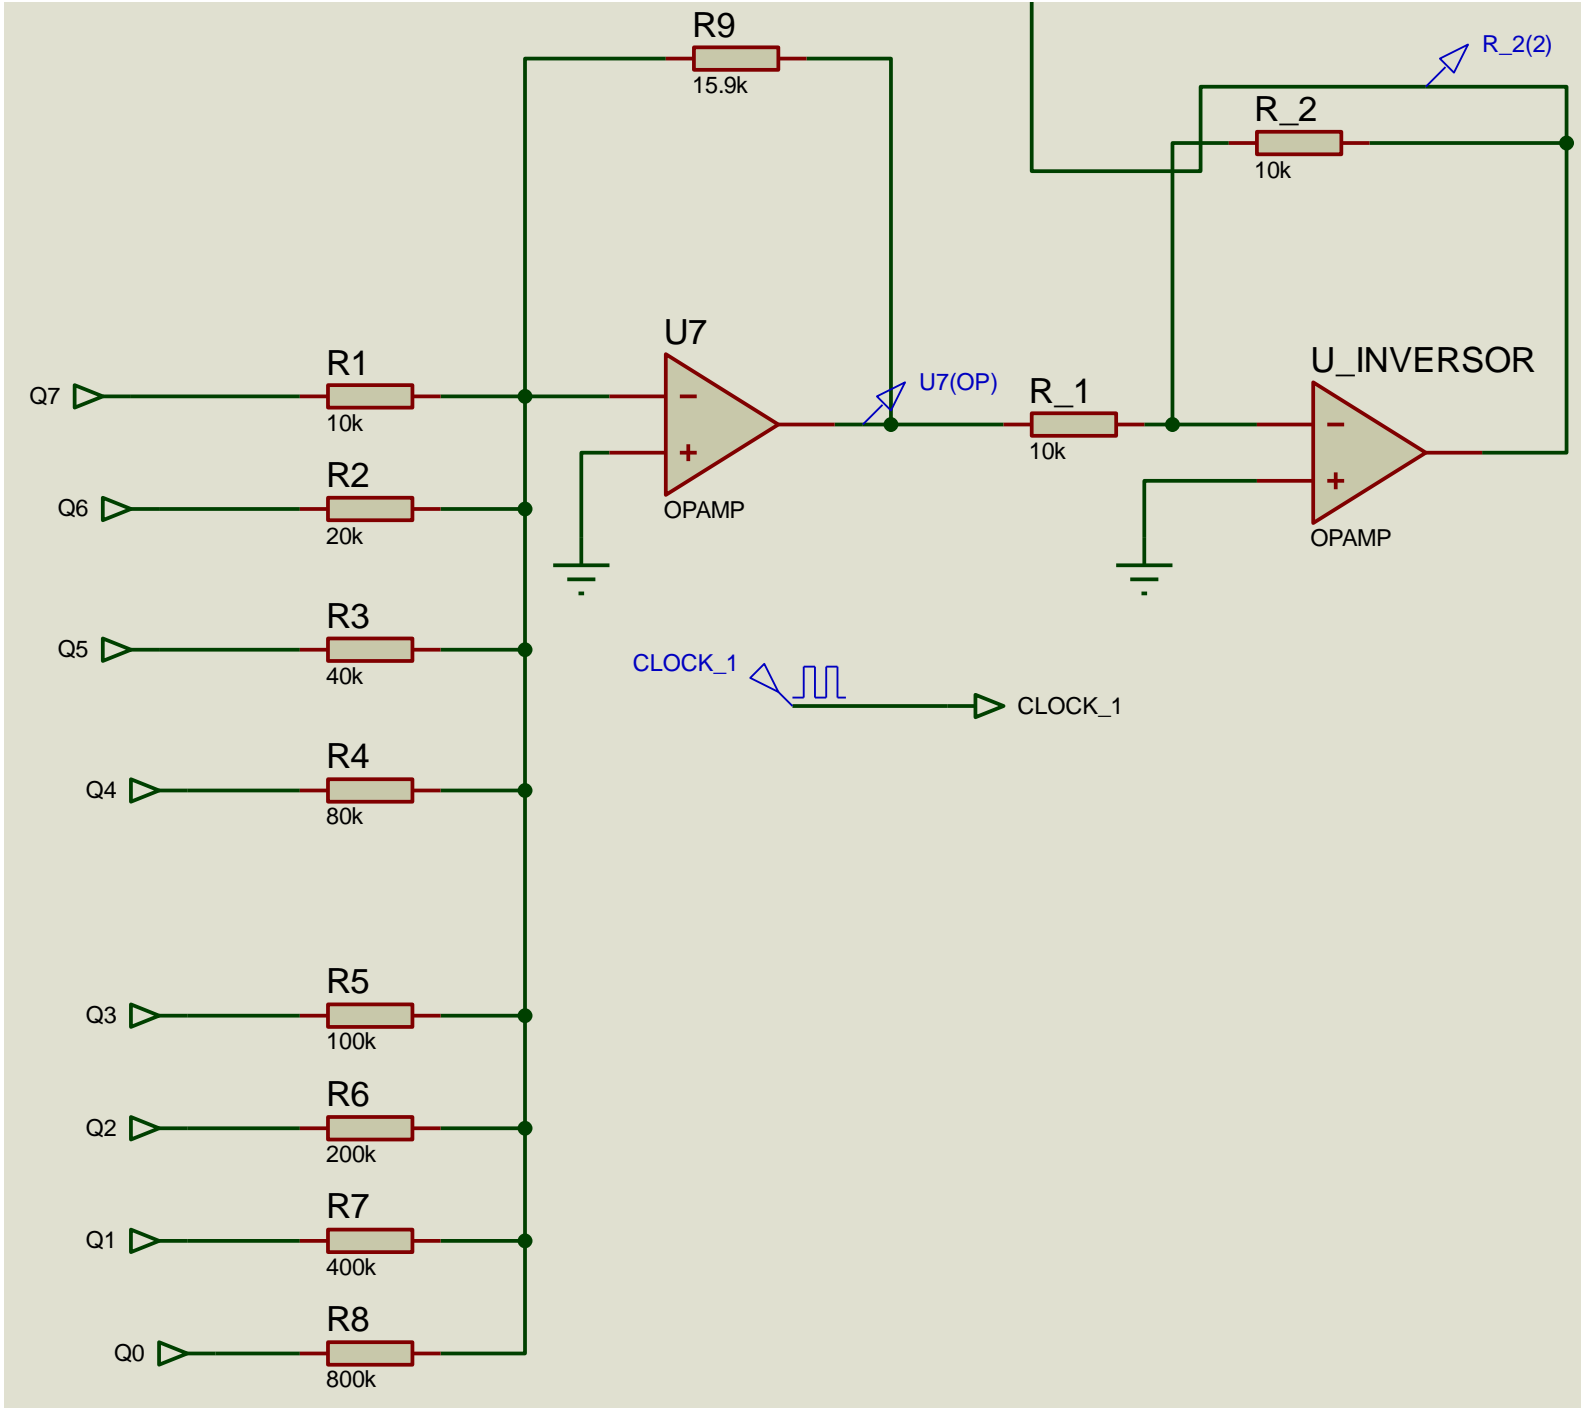 R9
15.9k
R_2(2)
R_2
10k
U7
OPAMP
U7(OP)
R_1
10k
U_INVERSOR
OPAMP
Q7
R1
10k
Q6
R2
20k
Q5
R3
40k
CLOCK_1
CLOCK_1
Q4
R4
80k
Q3
R5
100k
Q2
R6
200k
Q1
R7
400k
Q0
R8
800k